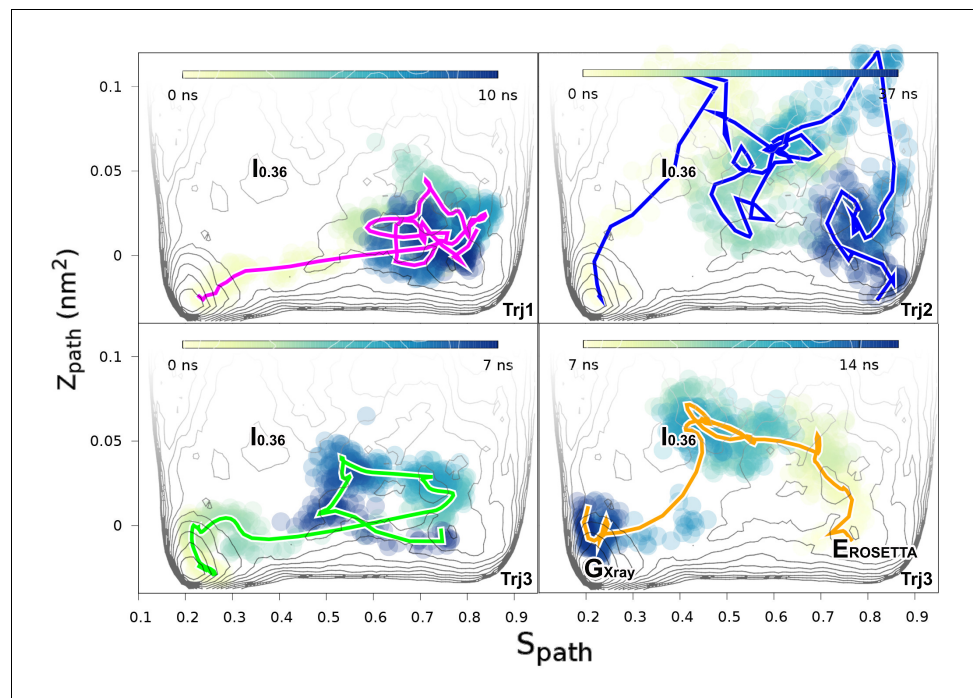 0.1
0.05
0
0 ns 10 ns
I0.36
Trj1
0 ns 37 ns
I0.36
Trj2
0.1
0.05
0
0 ns 7 ns
I0.36
Trj3
7 ns 14 ns
I0.36
EROSETTA
GXray
Trj3
0.1 0.2 0.3 0.4 0.5 0.6 0.7 0.8 0.9
0.2 0.3 0.4 0.5 0.6 0.7 0.8 0.9
Zpath (nm²)
Spath